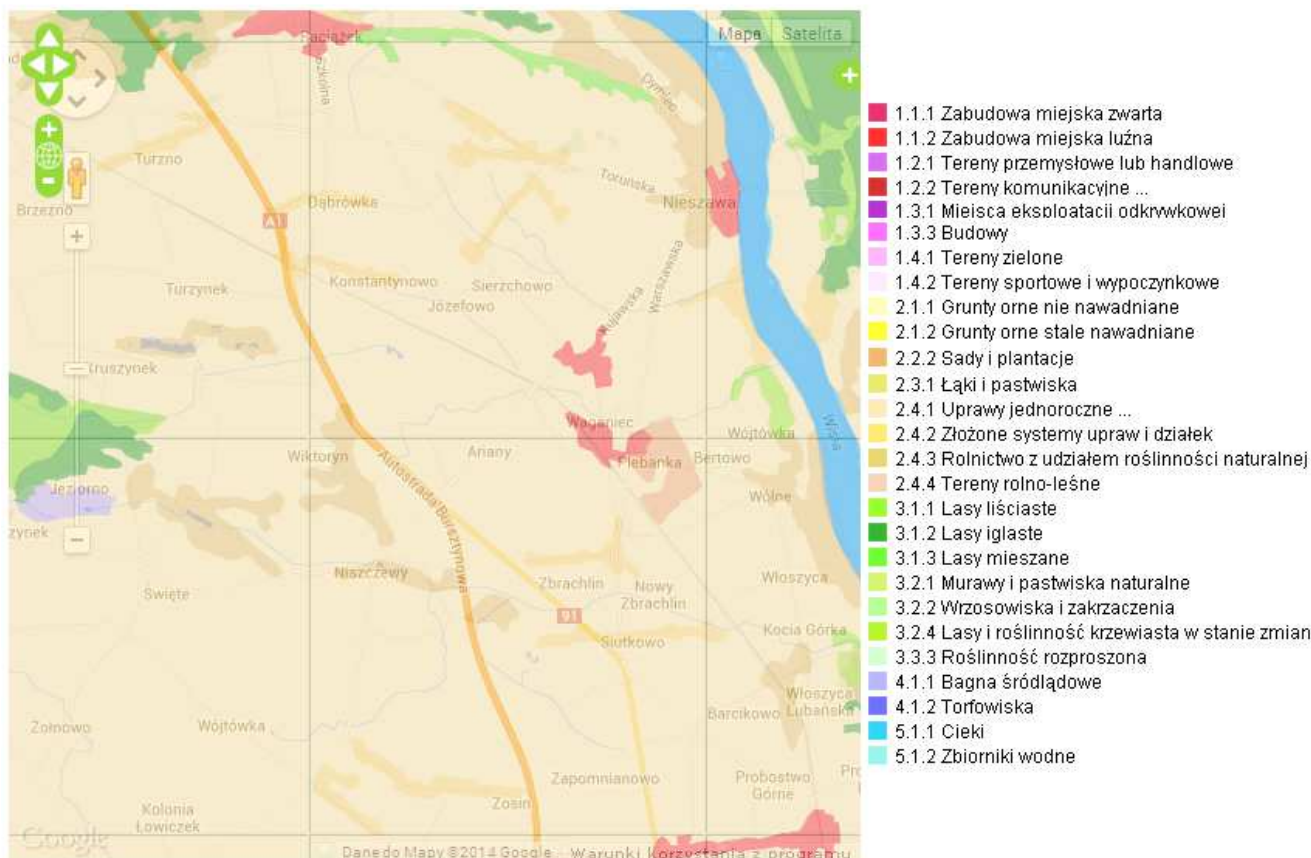 Raciążek
Mapa
Satelita
Szkolna
Dymiec
Turzno
Toruńska
Brzezno
Dąbrówka
Nieszawa
A1
Konstantynowo
Sierzchowo
Warszawska
Turzynek
Józefowo
Kujawska
Kruszynek
Waganiec
Wisła
Wójtówka
Wiktoryn
Ariany
Plebanka
Bertowo
Autostrada Bursztynowa
Jeziorno
Wólne
zynek
Niszczewy
Zbrachlin
Nowy
Zbrachlin
Włoszyca
Święte
91
Siutkowo
Kocia Górka
Włoszyca
Lubańska
Barcikowo
Żołnowo
Wójtówka
Zapomnianowo
Probostwo
Górne
Zosin
Kolonia
Łowiczek
Google
Dane do Mapy ©2014 Google
Warunki korzystania z programu
1.1.1 Zabudowa miejska zwarta
1.1.2 Zabudowa miejska luźna
1.2.1 Tereny przemysłowe lub handlowe
1.2.2 Tereny komunikacyjne ...
1.3.1 Miejsca eksploatacji odkrywkowej
1.3.3 Budowy
1.4.1 Tereny zielone
1.4.2 Tereny sportowe i wypoczynkowe
2.1.1 Grunty orne nie nawadniane
2.1.2 Grunty orne stale nawadniane
2.2.2 Sady i plantacje
2.3.1 Łąki i pastwiska
2.4.1 Uprawy jednoroczne ...
2.4.2 Złożone systemy upraw i działek
2.4.3 Rolnictwo z udziałem roślinności naturalnej
2.4.4 Tereny rolno-leśne
3.1.1 Lasy liściaste
3.1.2 Lasy iglaste
3.1.3 Lasy mieszane
3.2.1 Murawy i pastwiska naturalne
3.2.2 Wrzosowiska i zakrzaczenia
3.2.4 Lasy i roślinność krzewiasta w stanie zmian
3.3.3 Roślinność rozproszona
4.1.1 Bagna śródlądowe
4.1.2 Torfowiska
5.1.1 Cieki
5.1.2 Zbiorniki wodne